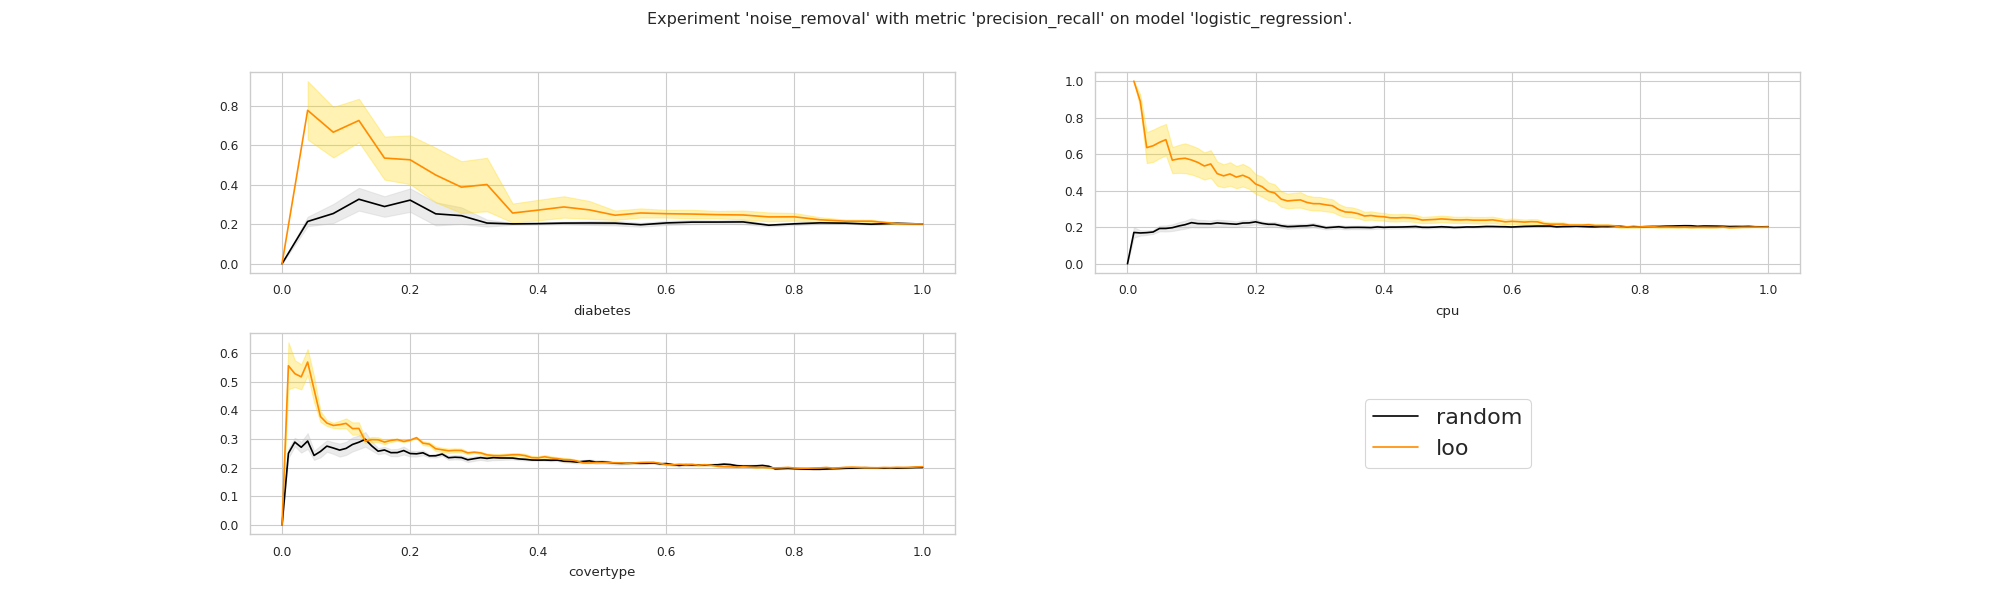 Experiment 'noise_removal' with metric 'precision_recall' on model 'logistic_regression'.
0.8
0.6
0.4
0.2
0.0
0.0 0.2 0.4 0.6 0.8 1.0
diabetes
1.0
0.8
0.6
0.4
0.2
0.0
0.0 0.2 0.4 0.6 0.8 1.0
cpu
0.6
0.5
0.4
0.3
0.2
0.1
0.0
0.0 0.2 0.4 0.6 0.8 1.0
covertype
random
loo